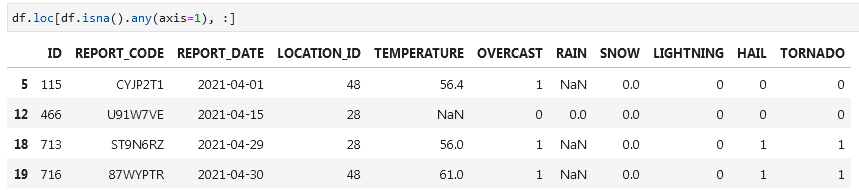 df.loc[df.isna().any(axis=1), :]
ID REPORT_CODE REPORT_DATE LOCATION_ID TEMPERATURE OVERCAST RAIN SNOW LIGHTNING HAIL TORNADO
5 115 CYJP2T1 2021-04-01 48 56.4 1 NaN 0.0 0 0 0
12 466 U91W7VE 2021-04-15 28 NaN 0 0.0 0.0 0 0 0
18 713 ST9N6RZ 2021-04-29 28 56.0 1 NaN 0.0 0 1 1
19 716 87WYPTR 2021-04-30 48 61.0 1 NaN 0.0 0 1 1